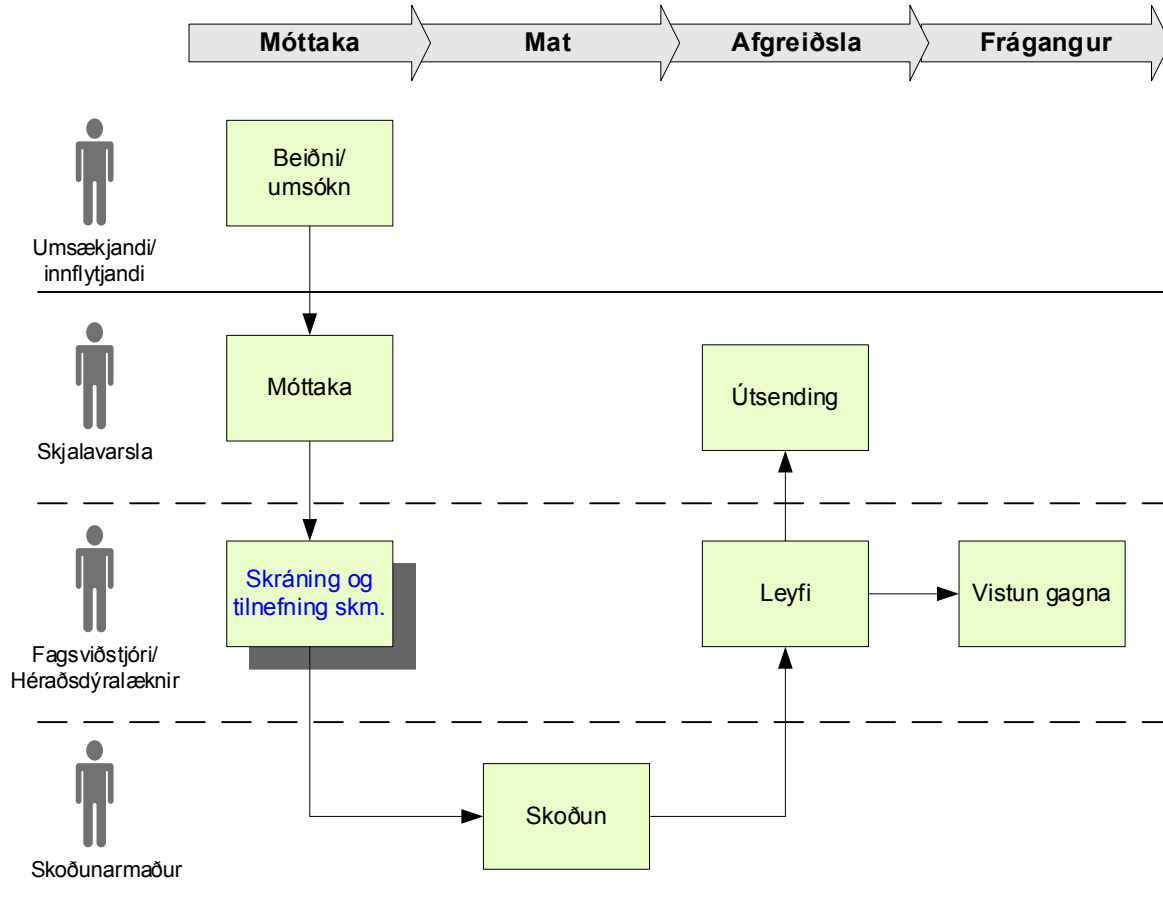 Móttaka
Mat
Afgreiðsla
Frágangur
Beiðni/
umsókn
Umsækjandi/
innflytjandi
Móttaka
Útsending
Skjalavarsla
Skráning og
tilnefning skm.
Leyfi
Vistun gagna
Fagsviðstjóri/
Héraðsdýralæknir
Skoðun
Skoðunarmaður